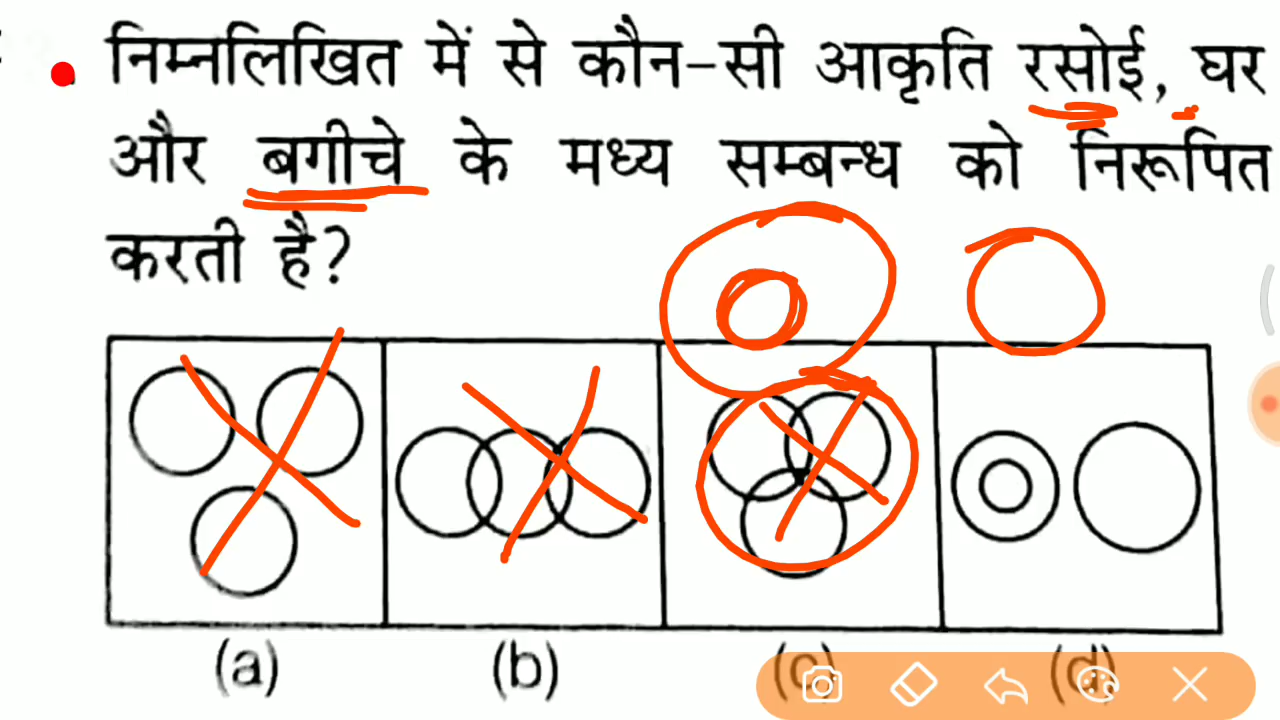 निम्नलिखित में से कौन-सी आकृति रसोई, घर
और बगीचे के मध्य सम्बन्ध को निरूपित
करती है?
(a) (b) (c) (d)